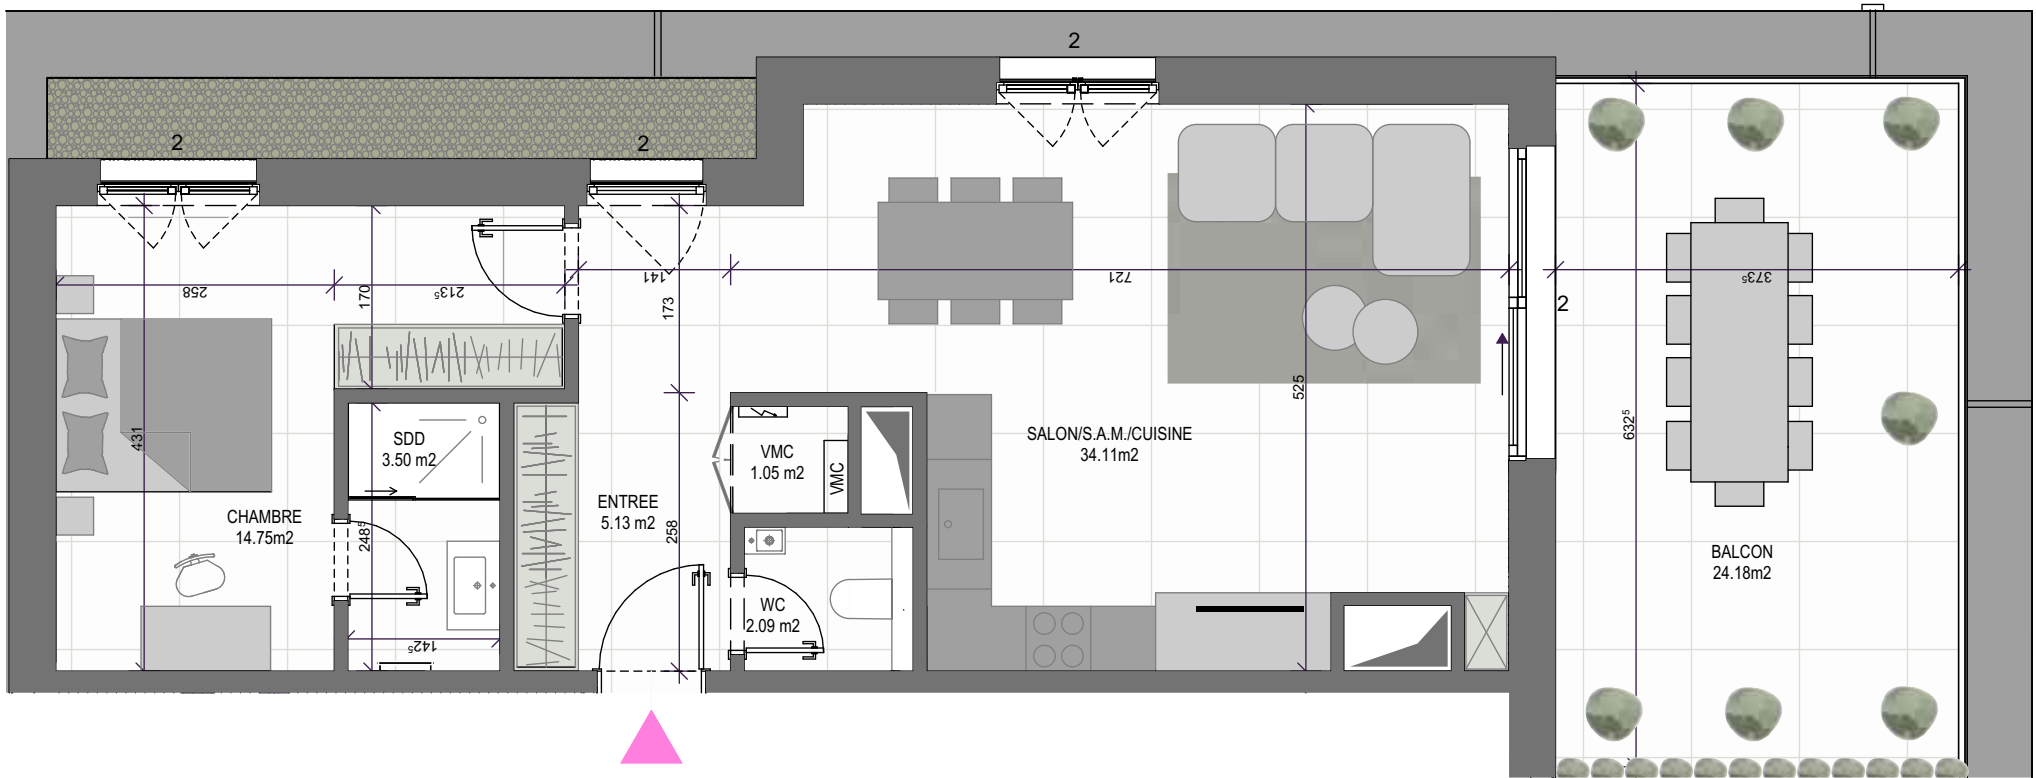 2
2
2
258
170
213⁵
141
173
721
373⁵
2
431
525
632⁵
SDD
3.50 m2
VMC
1.05 m2
VMC
SALON/S.A.M./CUISINE
34.11m2
ENTREE
5.13 m2
CHAMBRE
14.75m2
248⁵
258
BALCON
24.18m2
WC
2.09 m2
142⁵